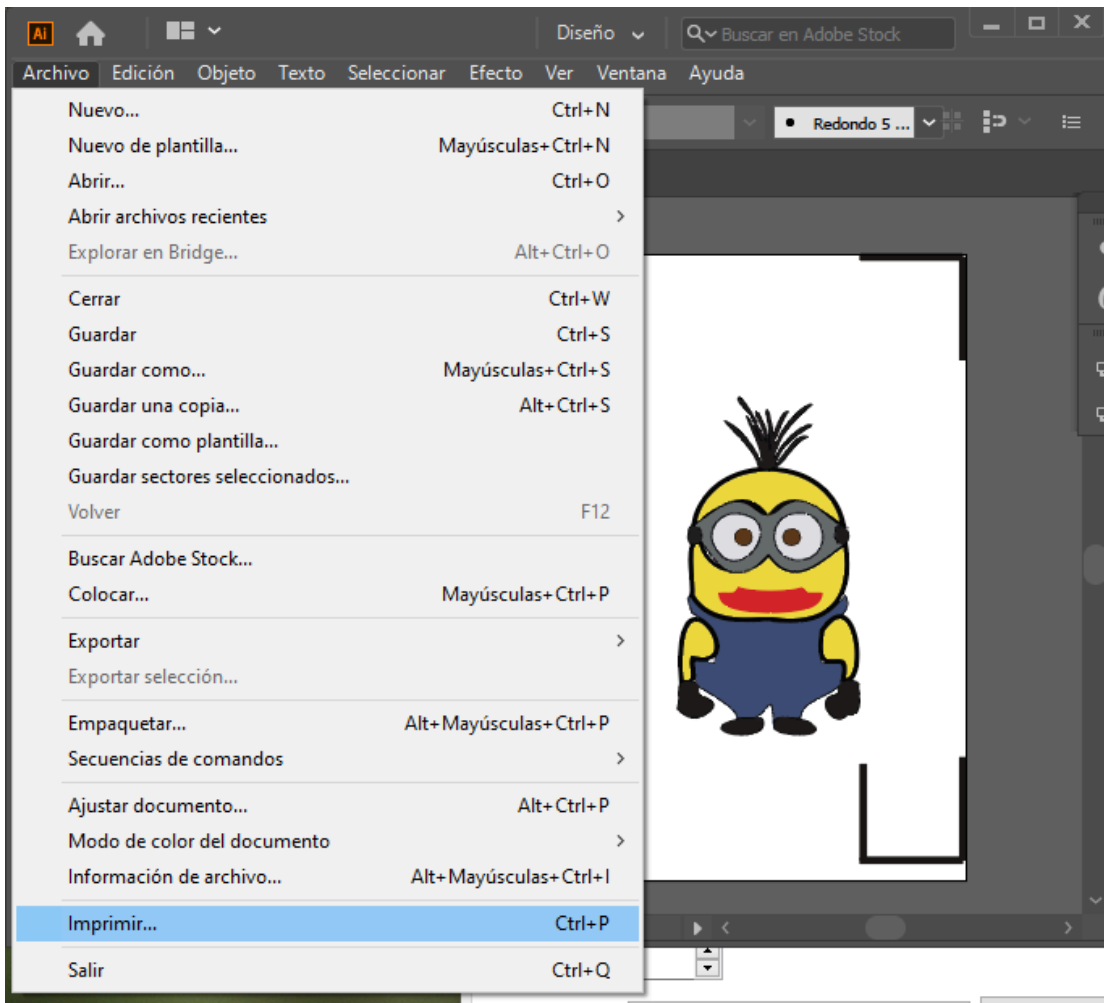 Ai Diseño Buscar en Adobe Stock
Archivo Edición Objeto Texto Seleccionar Efecto Ver Ventana Ayuda
Redondo 5 ...
Nuevo... Ctrl+N
Nuevo de plantilla... Mayúsculas+Ctrl+N
Abrir... Ctrl+O
Abrir archivos recientes
Explorar en Bridge... Alt+Ctrl+O
Cerrar Ctrl+W
Guardar Ctrl+S
Guardar como... Mayúsculas+Ctrl+S
Guardar una copia... Alt+Ctrl+S
Guardar como plantilla...
Guardar sectores seleccionados...
Volver F12
Buscar Adobe Stock...
Colocar... Mayúsculas+Ctrl+P
Exportar
Exportar selección...
Empaquetar... Alt+Mayúsculas+Ctrl+P
Secuencias de comandos
Ajustar documento... Alt+Ctrl+P
Modo de color del documento
Información de archivo... Alt+Mayúsculas+Ctrl+I
Imprimir... Ctrl+P
Salir Ctrl+Q